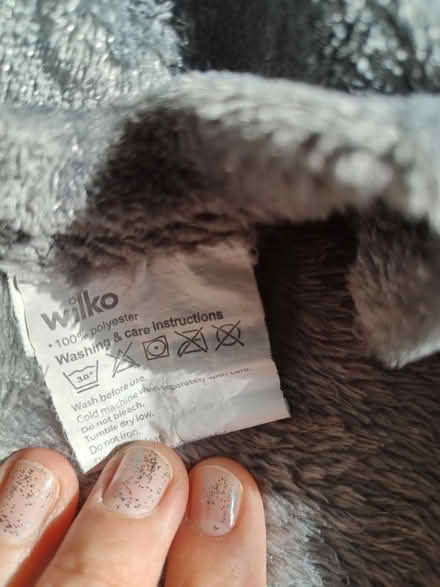 wilko
• 100% polyester
Washing & care instructions
30°
Wash before use.
Cold machine wash separately with care.
Do not bleach.
Tumble dry low.
Do not iron.